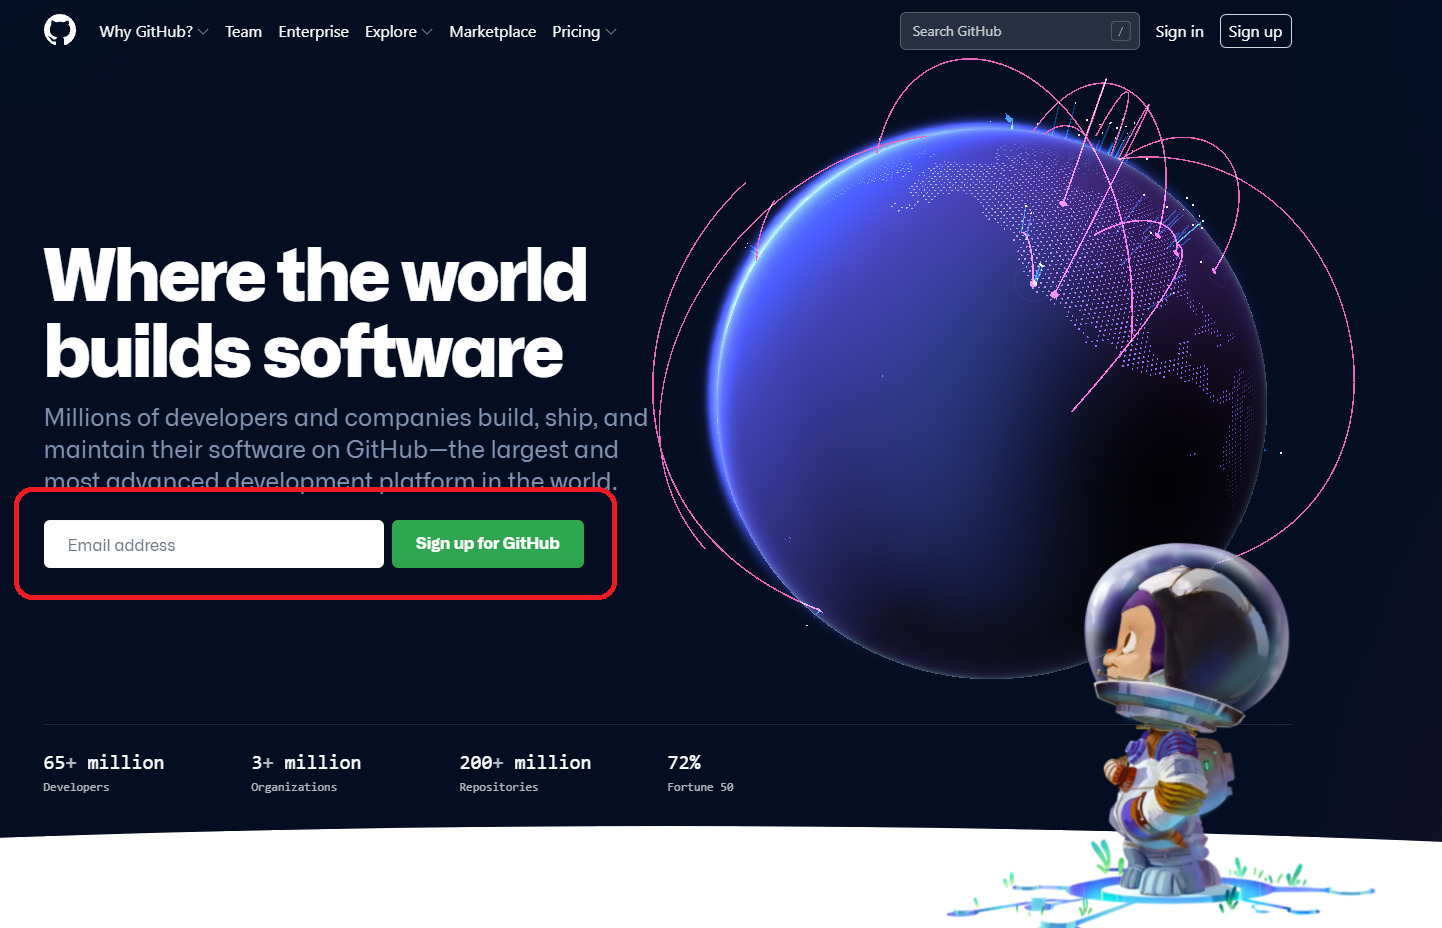 Why GitHub? Team Enterprise Explore Marketplace Pricing Search GitHub / Sign in Sign up
Where the world
builds software
Millions of developers and companies build, ship, and
maintain their software on GitHub—the largest and
most advanced development platform in the world.
Email address Sign up for GitHub
65+ million 3+ million 200+ million 72%
Developers Organizations Repositories Fortune 50